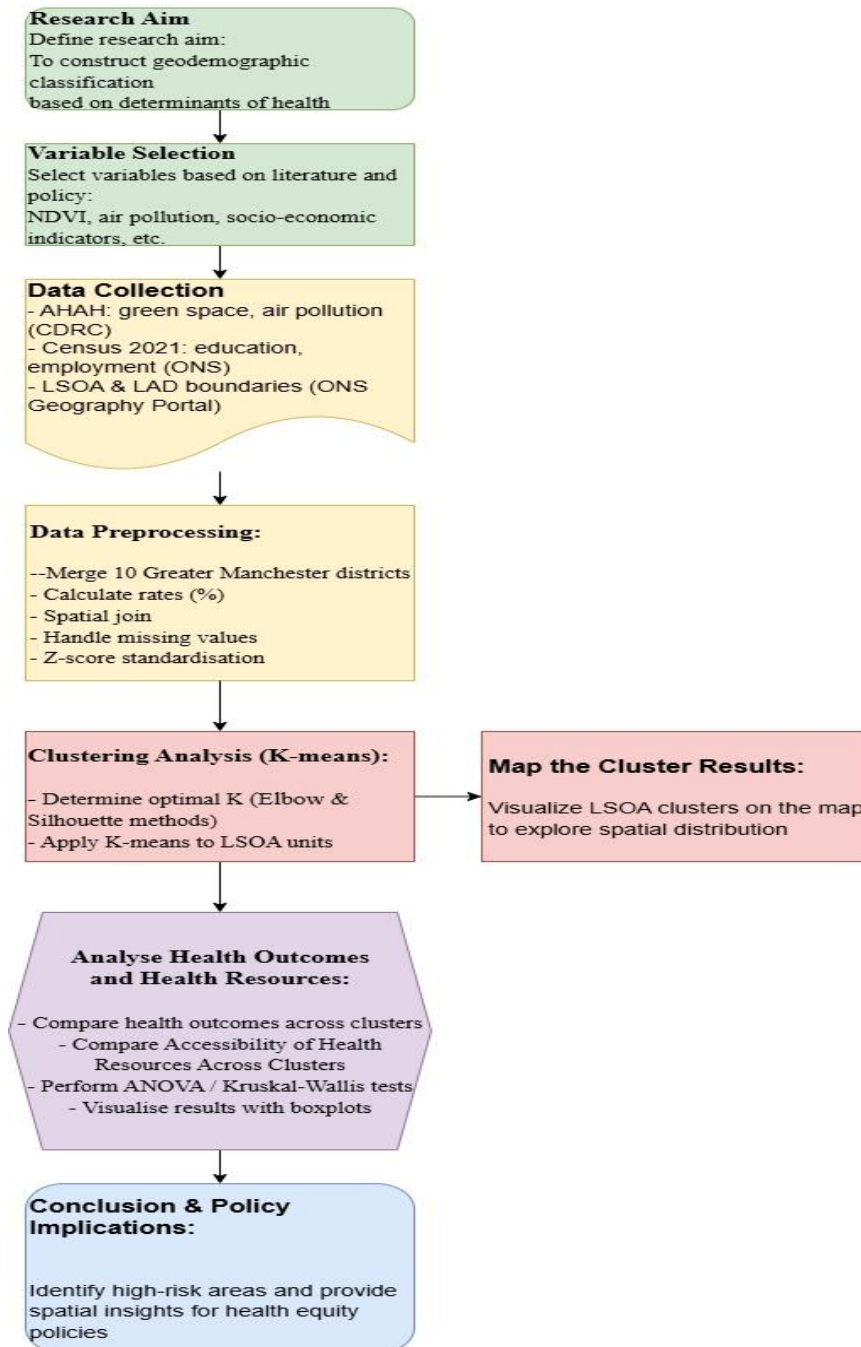 Research Aim
Define research aim:
To construct geodemographic
classification
based on determinants of health
Variable Selection
Select variables based on literature and
policy:
NDVI, air pollution, socio-economic
indicators, etc.
Data Collection
- AHAH: green space, air pollution
(CDRC)
- Census 2021: education,
employment (ONS)
- LSOA & LAD boundaries (ONS
Geography Portal)
Data Preprocessing:
--Merge 10 Greater Manchester districts
- Calculate rates (%)
- Spatial join
- Handle missing values
- Z-score standardisation
Clustering Analysis (K-means):
- Determine optimal K (Elbow &
Silhouette methods)
- Apply K-means to LSOA units
Map the Cluster Results:
Visualize LSOA clusters on the map
to explore spatial distribution
Analyse Health Outcomes
and Health Resources:
- Compare health outcomes across clusters
- Compare Accessibility of Health
Resources Across Clusters
- Perform ANOVA / Kruskal-Wallis tests
- Visualise results with boxplots
Conclusion & Policy
Implications:
Identify high-risk areas and provide
spatial insights for health equity
policies